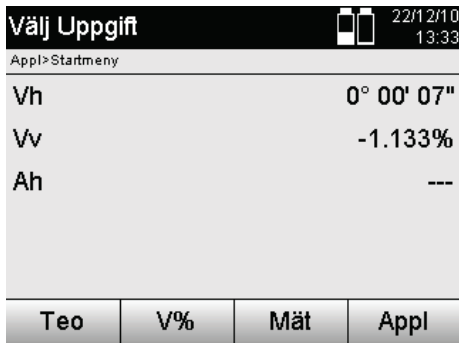 Välj Uppgift
22/12/10
13:33
Appl>Startmeny
Vh 0° 00' 07"
Vv -1.133%
Ah ---
Teo V% Mät Appl